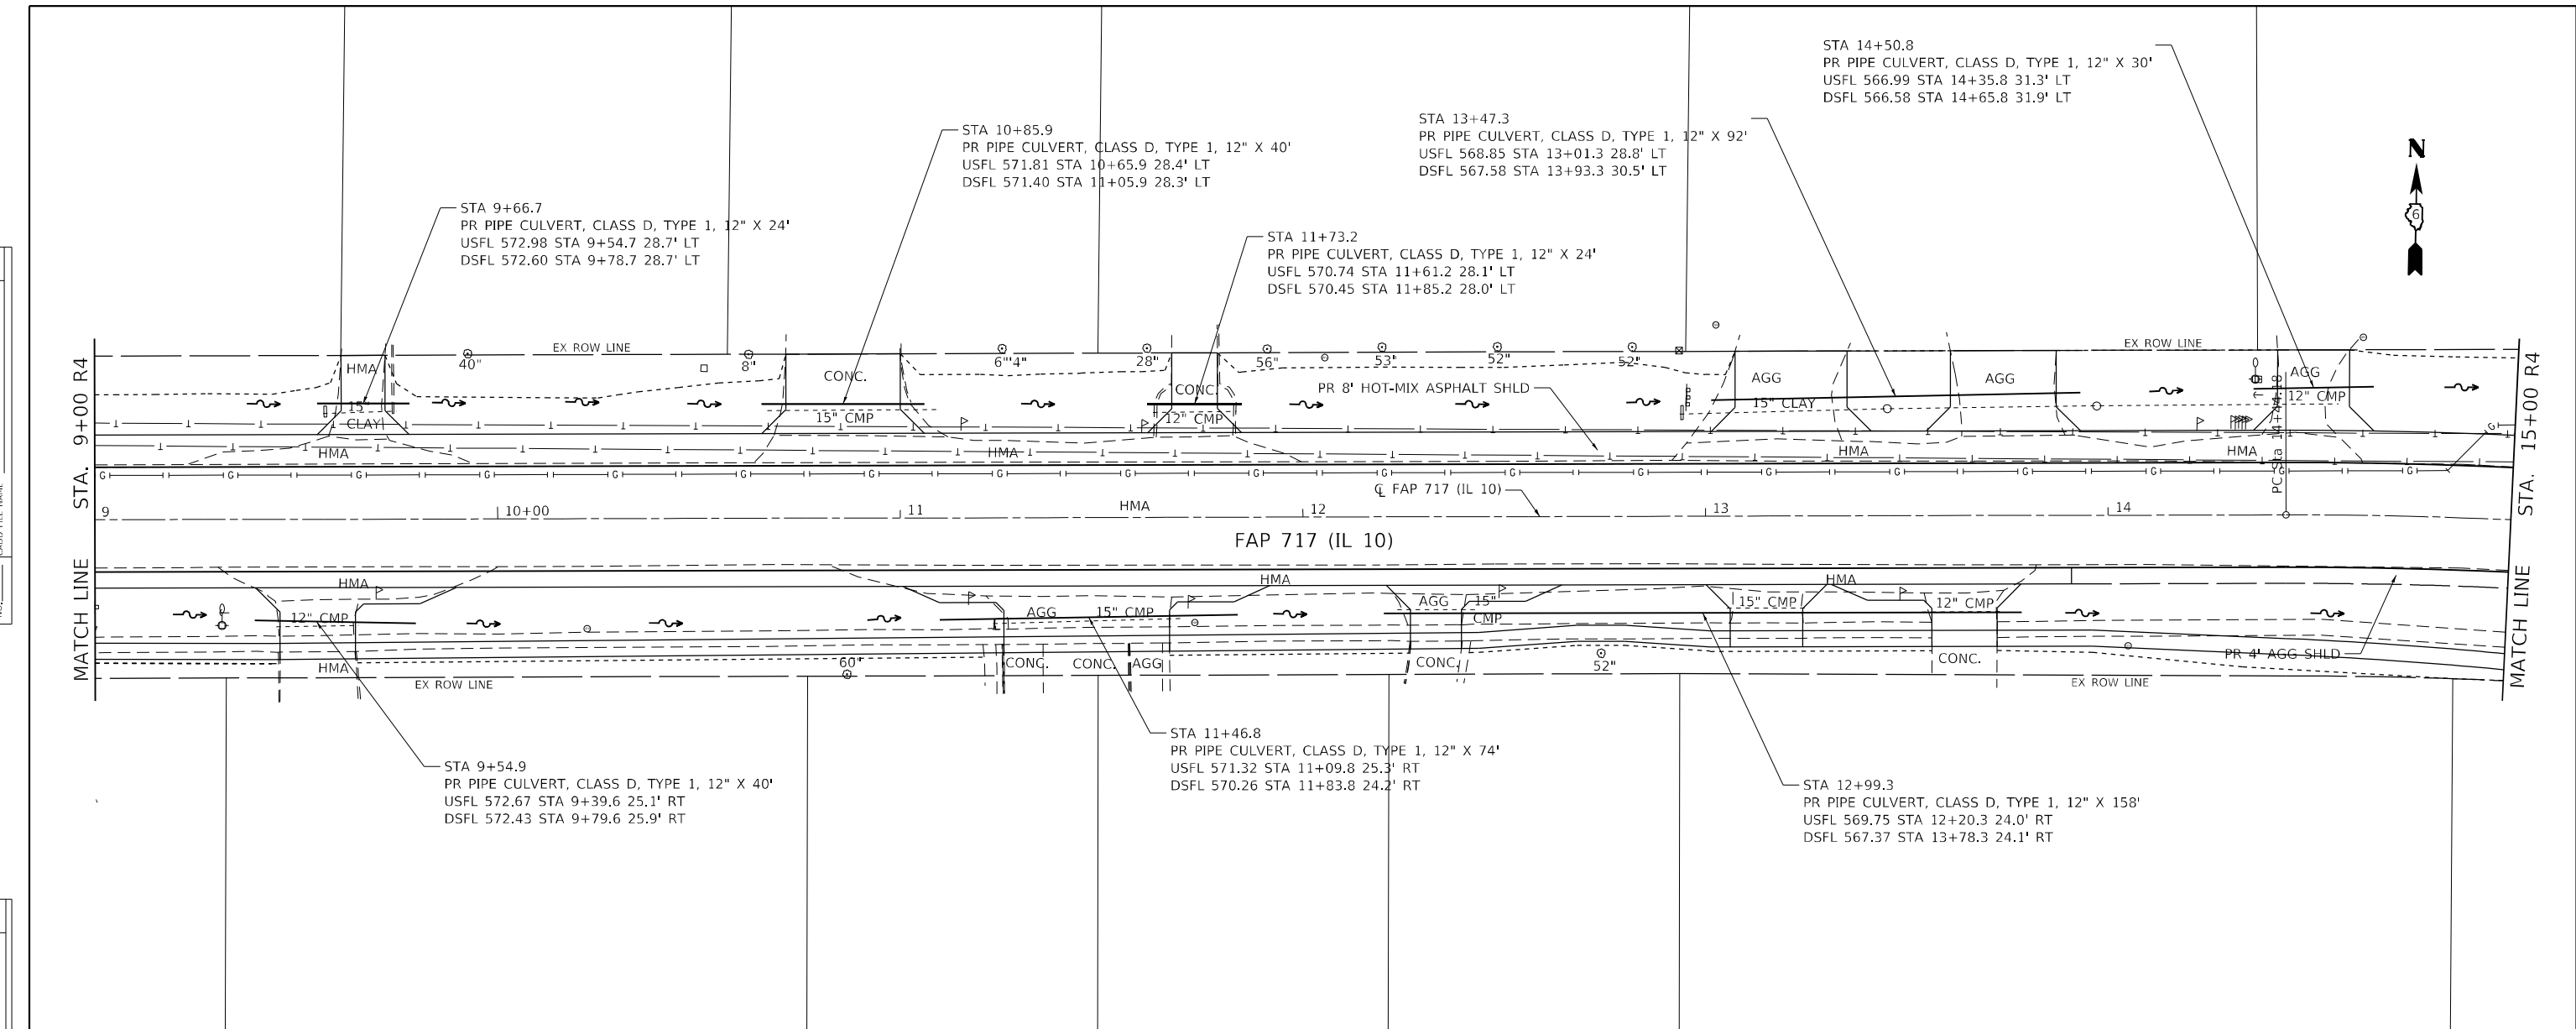 STA 14+50.8
PR PIPE CULVERT, CLASS D, TYPE 1, 12" X 30'
USFL 566.99 STA 14+35.8 31.3' LT
DSFL 566.58 STA 14+65.8 31.9' LT
STA 13+47.3
PR PIPE CULVERT, CLASS D, TYPE 1, 12" X 92'
USFL 568.85 STA 13+01.3 28.8' LT
DSFL 567.58 STA 13+93.3 30.5' LT
STA 10+85.9
PR PIPE CULVERT, CLASS D, TYPE 1, 12" X 40'
USFL 571.81 STA 10+65.9 28.4' LT
DSFL 571.40 STA 11+05.9 28.3' LT
N
6
STA 9+66.7
PR PIPE CULVERT, CLASS D, TYPE 1, 12" X 24'
USFL 572.98 STA 9+54.7 28.7' LT
DSFL 572.60 STA 9+78.7 28.7' LT
STA 11+73.2
PR PIPE CULVERT, CLASS D, TYPE 1, 12" X 24'
USFL 570.74 STA 11+61.2 28.1' LT
DSFL 570.45 STA 11+85.2 28.0' LT
MATCH LINE STA. 9+00 R4
EX ROW LINE
EX ROW LINE
HMA 40" 8" CONC. 6" 4" 28" 56" 53" 52" 52" AGG AGG AGG
CONC. PR 8' HOT-MIX ASPHALT SHLD
15" CLAY 15" CMP 12" CMP 15" CLAY 12" CMP
PC Sta 14+44.18
HMA HMA HMA HMA
G G G G G G G G G G G G G G G G G G G G
℄ FAP 717 (IL 10)
9 10+00 11 HMA 12 13 14
FAP 717 (IL 10)
MATCH LINE STA. 15+00 R4
HMA HMA HMA
12" CMP AGG 15" CMP AGG 15" CMP 15" CMP 12" CMP
HMA 60" CONC. CONC. AGG CONC. 52" CONC. PR 4' AGG SHLD
EX ROW LINE
EX ROW LINE
STA 11+46.8
PR PIPE CULVERT, CLASS D, TYPE 1, 12" X 74'
USFL 571.32 STA 11+09.8 25.3' RT
DSFL 570.26 STA 11+83.8 24.2' RT
STA 9+54.9
PR PIPE CULVERT, CLASS D, TYPE 1, 12" X 40'
USFL 572.67 STA 9+39.6 25.1' RT
DSFL 572.43 STA 9+79.6 25.9' RT
STA 12+99.3
PR PIPE CULVERT, CLASS D, TYPE 1, 12" X 158'
USFL 569.75 STA 12+20.3 24.0' RT
DSFL 567.37 STA 13+78.3 24.1' RT